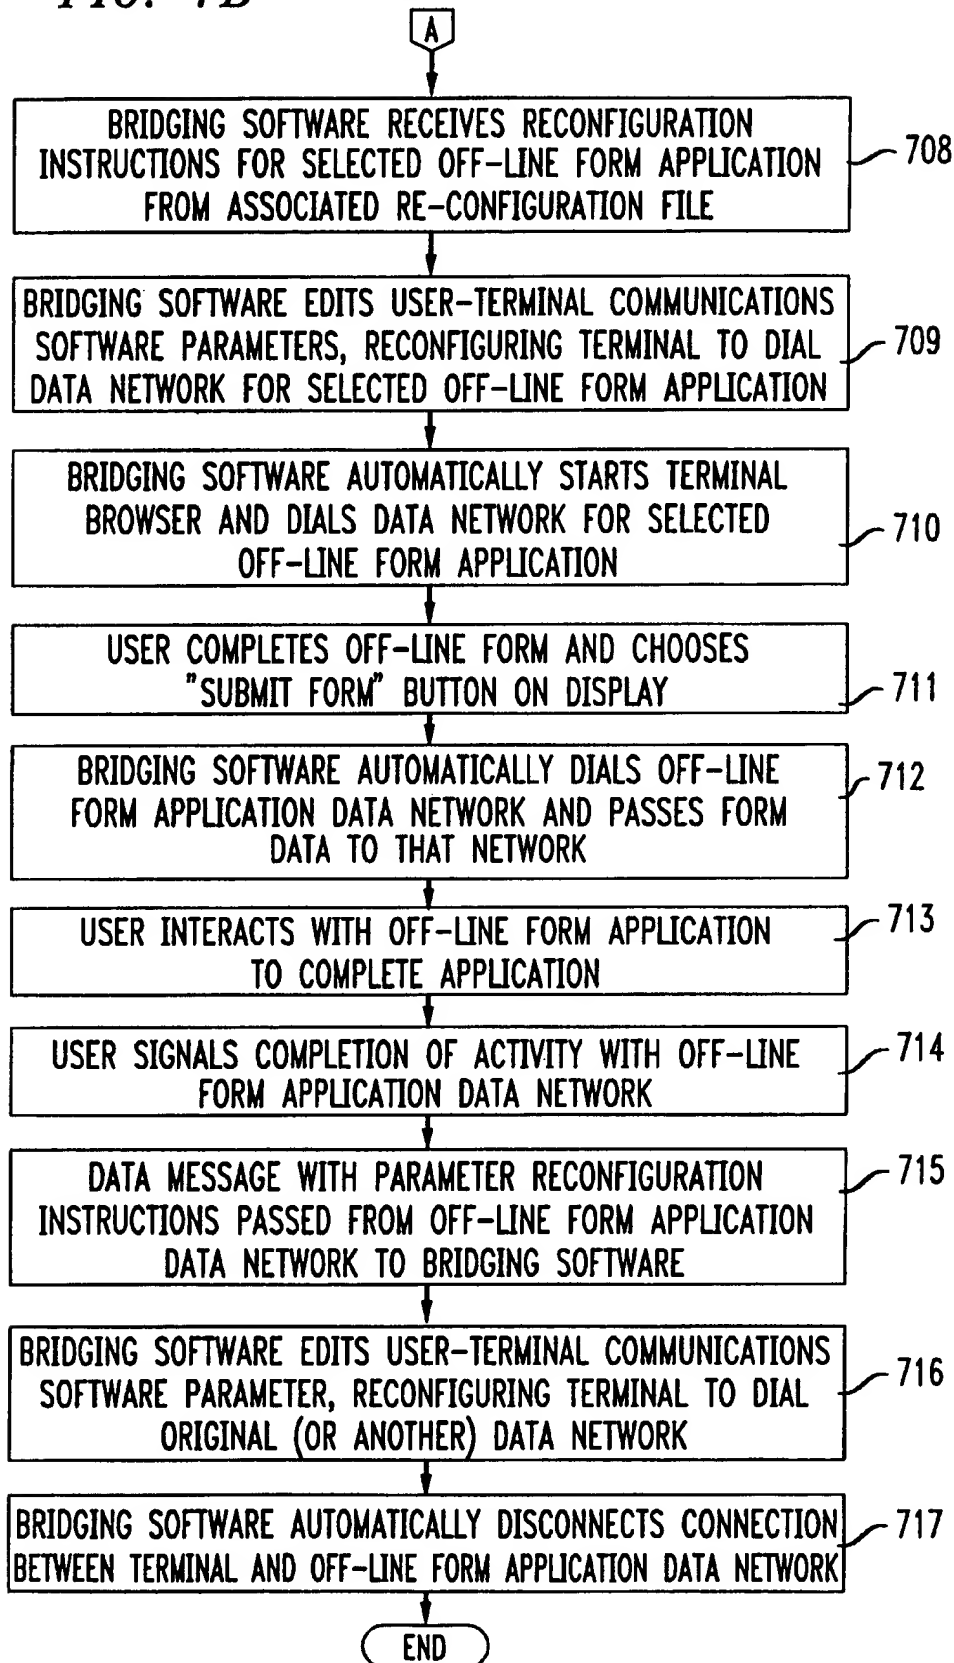 FIG. 7B
A
BRIDGING SOFTWARE RECEIVES RECONFIGURATION
INSTRUCTIONS FOR SELECTED OFF-LINE FORM APPLICATION
FROM ASSOCIATED RE-CONFIGURATION FILE
708
BRIDGING SOFTWARE EDITS USER-TERMINAL COMMUNICATIONS
SOFTWARE PARAMETERS, RECONFIGURING TERMINAL TO DIAL
DATA NETWORK FOR SELECTED OFF-LINE FORM APPLICATION
709
BRIDGING SOFTWARE AUTOMATICALLY STARTS TERMINAL
BROWSER AND DIALS DATA NETWORK FOR SELECTED
OFF-LINE FORM APPLICATION
710
USER COMPLETES OFF-LINE FORM AND CHOOSES
"SUBMIT FORM" BUTTON ON DISPLAY
711
BRIDGING SOFTWARE AUTOMATICALLY DIALS OFF-LINE
FORM APPLICATION DATA NETWORK AND PASSES FORM
DATA TO THAT NETWORK
712
USER INTERACTS WITH OFF-LINE FORM APPLICATION
TO COMPLETE APPLICATION
713
USER SIGNALS COMPLETION OF ACTIVITY WITH OFF-LINE
FORM APPLICATION DATA NETWORK
714
DATA MESSAGE WITH PARAMETER RECONFIGURATION
INSTRUCTIONS PASSED FROM OFF-LINE FORM APPLICATION
DATA NETWORK TO BRIDGING SOFTWARE
715
BRIDGING SOFTWARE EDITS USER-TERMINAL COMMUNICATIONS
SOFTWARE PARAMETER, RECONFIGURING TERMINAL TO DIAL
ORIGINAL (OR ANOTHER) DATA NETWORK
716
BRIDGING SOFTWARE AUTOMATICALLY DISCONNECTS CONNECTION
BETWEEN TERMINAL AND OFF-LINE FORM APPLICATION DATA NETWORK
717
END